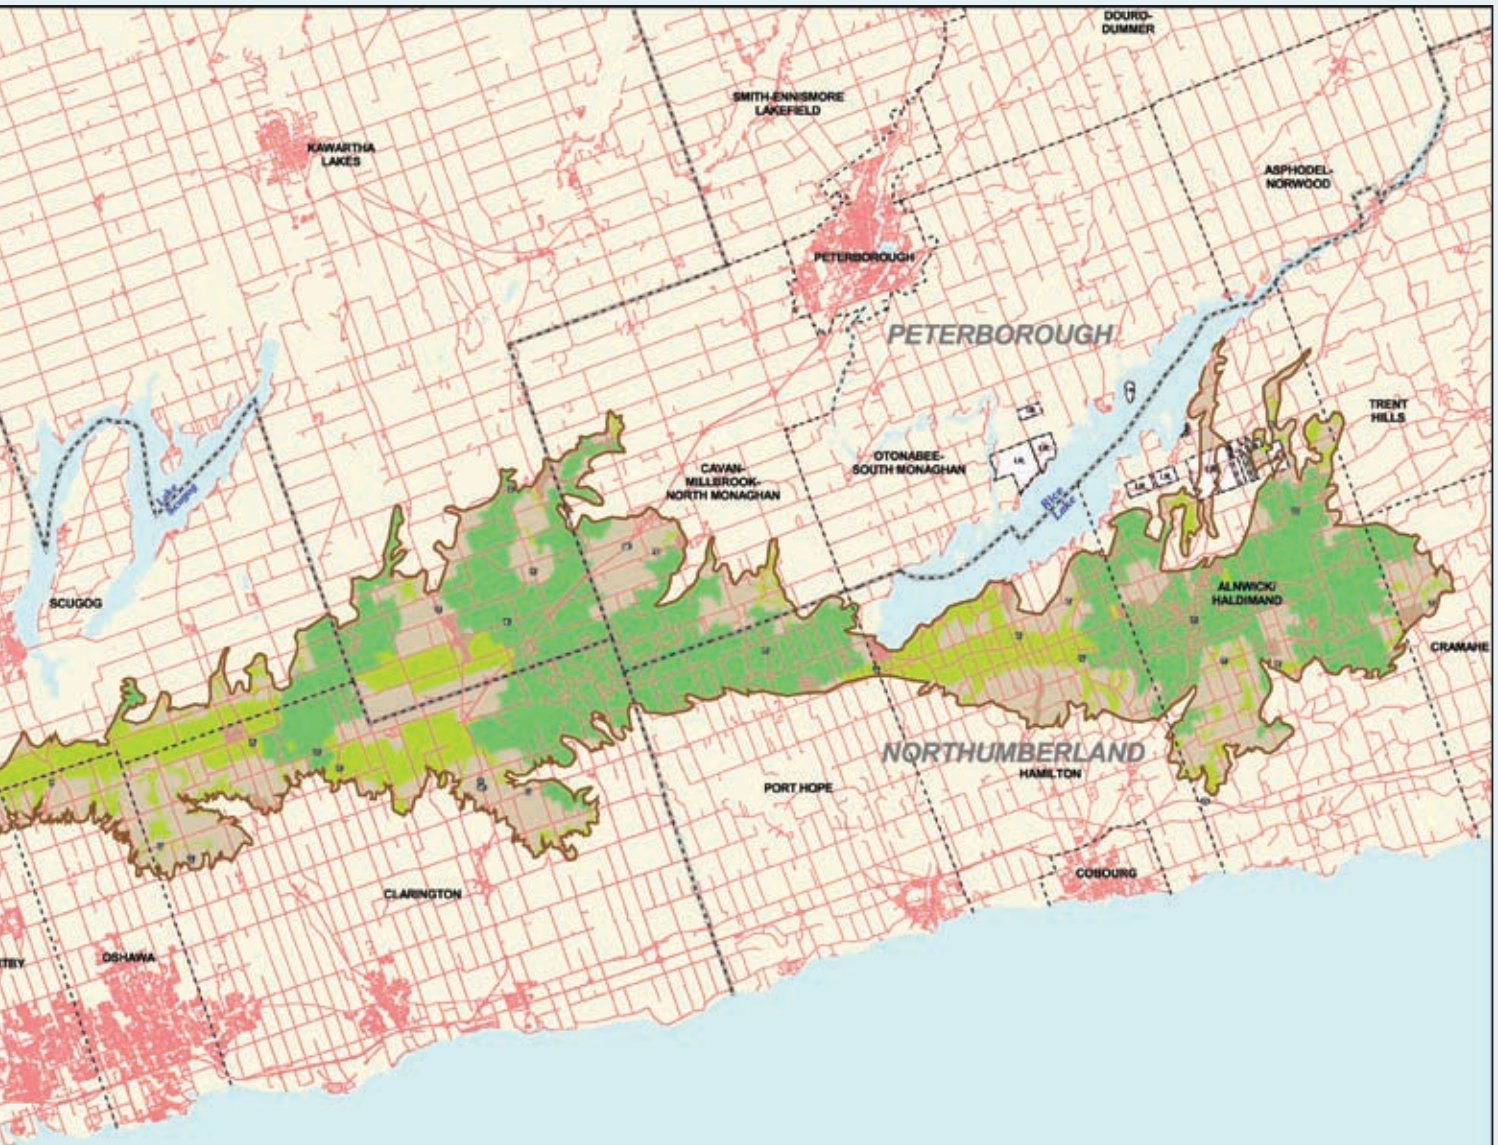 DOURO-
DUMMER
SMITH-ENNISMORE
LAKEFIELD
KAWARTHA
LAKES
ASPHODEL-
NORWOOD
PETERBOROUGH
PETERBOROUGH
TRENT
HILLS
OTONABEE-
SOUTH MONAGHAN
CAVAN-
MILLBROOK-
NORTH MONAGHAN
Lake
Scugog
Rice
Lake
SCUGOG
ALNWICK/
HALDIMAND
CRAMAHE
NORTHUMBERLAND
HAMILTON
PORT HOPE
COBOURG
CLARINGTON
OSHAWA
TBY